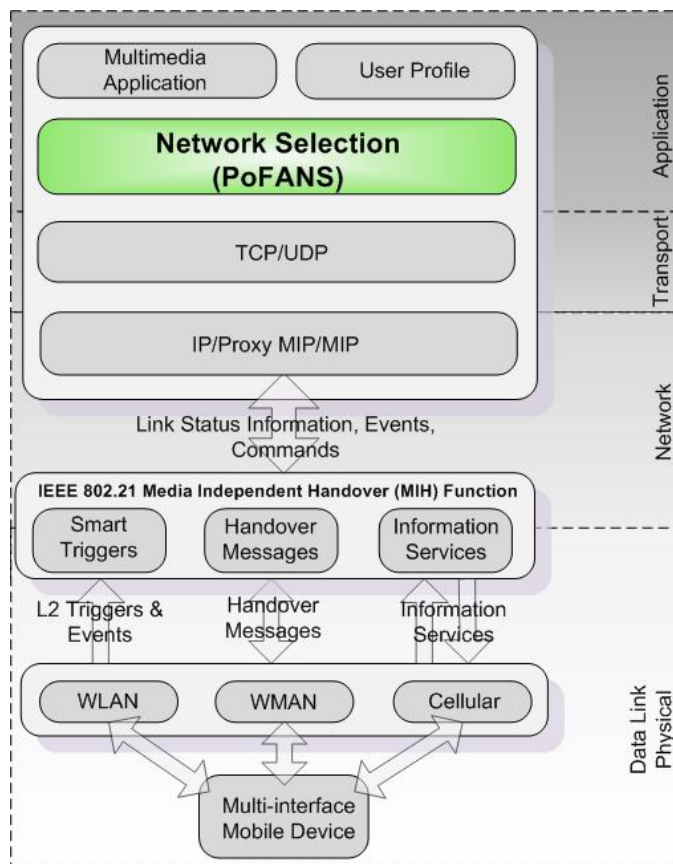 Multimedia
Application
User Profile
Network Selection
(PoFANS)
Application
TCP/UDP
Transport
IP/Proxy MIP/MIP
Link Status Information, Events,
Commands
Network
IEEE 802.21 Media Independent Handover (MIH) Function
Smart
Triggers
Handover
Messages
Information
Services
L2 Triggers &
Events
Handover
Messages
Information
Services
WLAN
WMAN
Cellular
Data Link
Physical
Multi-interface
Mobile Device